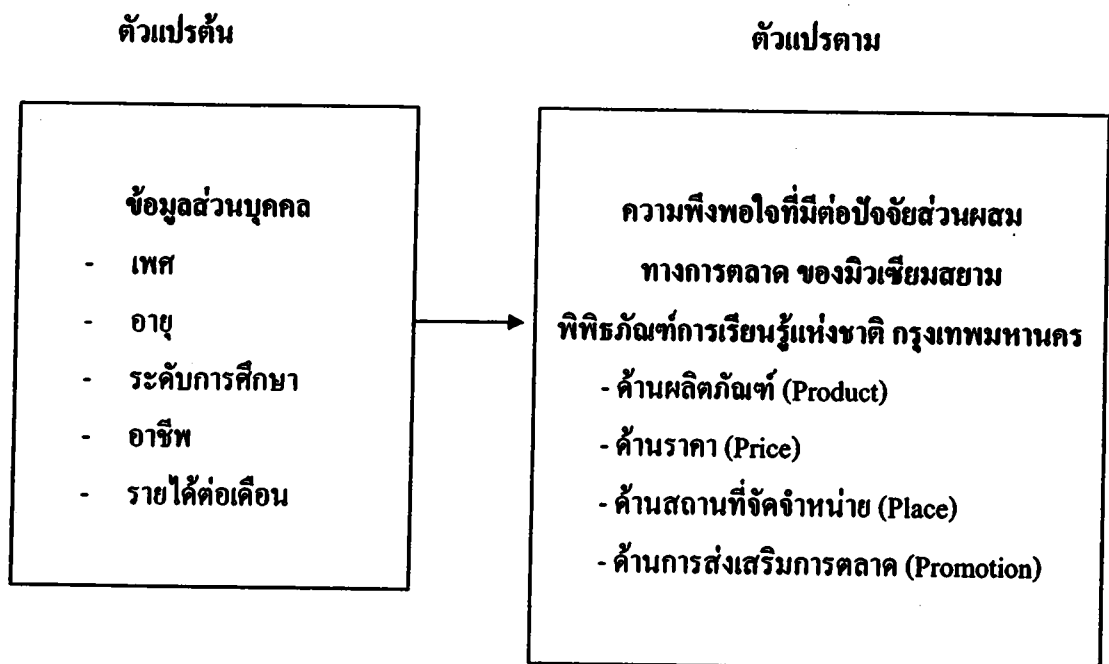 ตัวแปรต้น
ตัวแปรตาม
ข้อมูลส่วนบุคคล
- เพศ
- อายุ
- ระดับการศึกษา
- อาชีพ
- รายได้ต่อเดือน
ความพึงพอใจที่มีต่อปัจจัยส่วนผสม
ทางการตลาด ของมิวเซียมสยาม
พิพิธภัณฑ์การเรียนรู้แห่งชาติ กรุงเทพมหานคร
- ด้านผลิตภัณฑ์ (Product)
- ด้านราคา (Price)
- ด้านสถานที่จัดจำหน่าย (Place)
- ด้านการส่งเสริมการตลาด (Promotion)